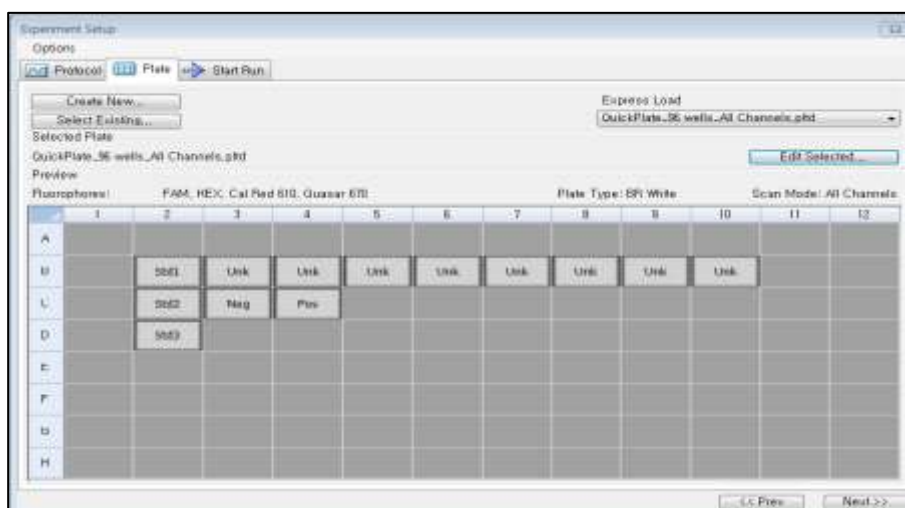 Experiment Setup
Options
Protocol Plate Start Run
Create New... Express Load
Select Existing... QuickPlate_96 wells_All Channels.pltd
Selected Plate
QuickPlate_96 wells_All Channels.pltd Edit Selected...
Preview
Fluorophores: FAM, HEX, Cal Red 610, Quasar 670 Plate Type: BR White Scan Mode: All Channels
1 2 3 4 5 6 7 8 9 10 11 12
A
B Std1 Unk Unk Unk Unk Unk Unk Unk Unk
C Std2 Neg Pos
D Std3
E
F
G
H
<< Prev Next >>